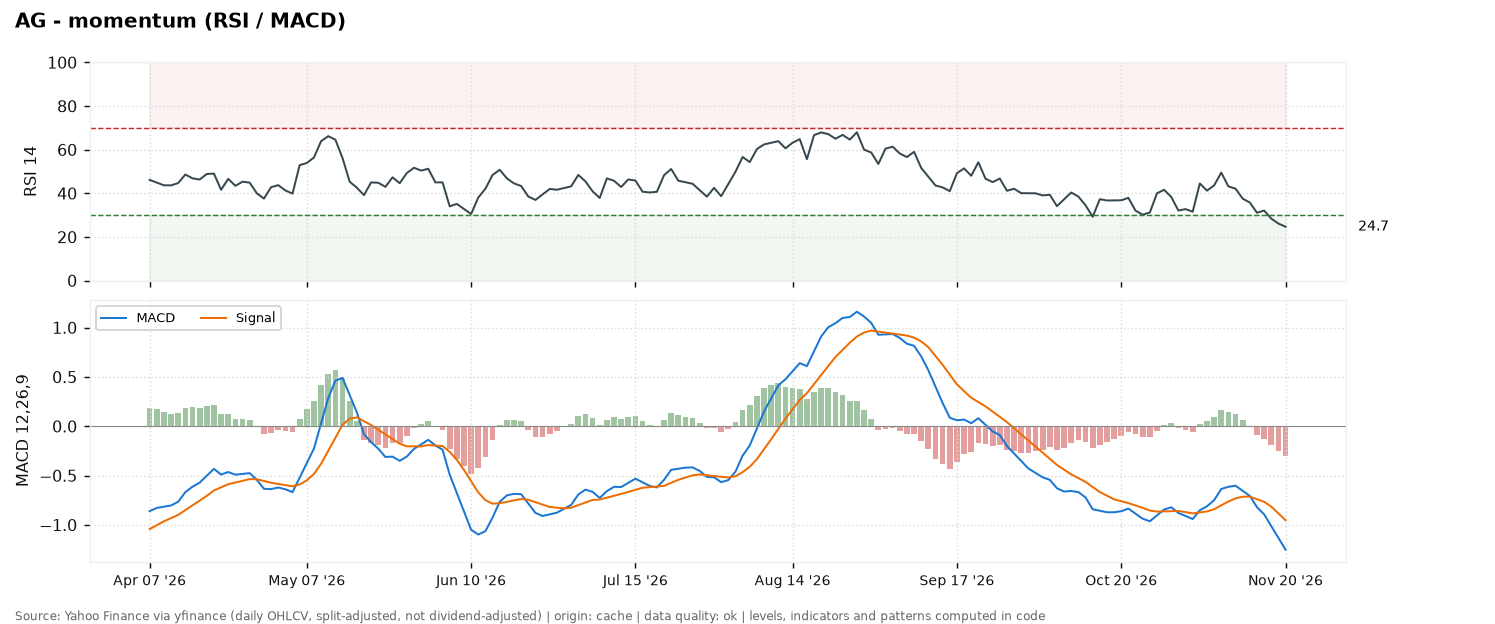 AG - momentum (RSI / MACD)
RSI 14
100
80
60
40
20
0
24.7
MACD 12,26,9
MACD
Signal
1.0
0.5
0.0
−0.5
−1.0
Apr 07 '26
May 07 '26
Jun 10 '26
Jul 15 '26
Aug 14 '26
Sep 17 '26
Oct 20 '26
Nov 20 '26
Source: Yahoo Finance via yfinance (daily OHLCV, split-adjusted, not dividend-adjusted) | origin: cache | data quality: ok | levels, indicators and patterns computed in code